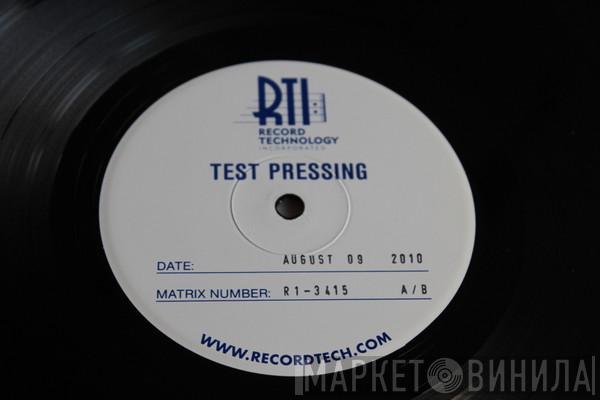 RTI
RECORD
TECHNOLOGY
INCORPORATED
TEST PRESSING
DATE: AUGUST 09 2010
MATRIX NUMBER: R1-3415 A/B
WWW.RECORDTECH.COM
МАРКЕТ ВИНИЛА